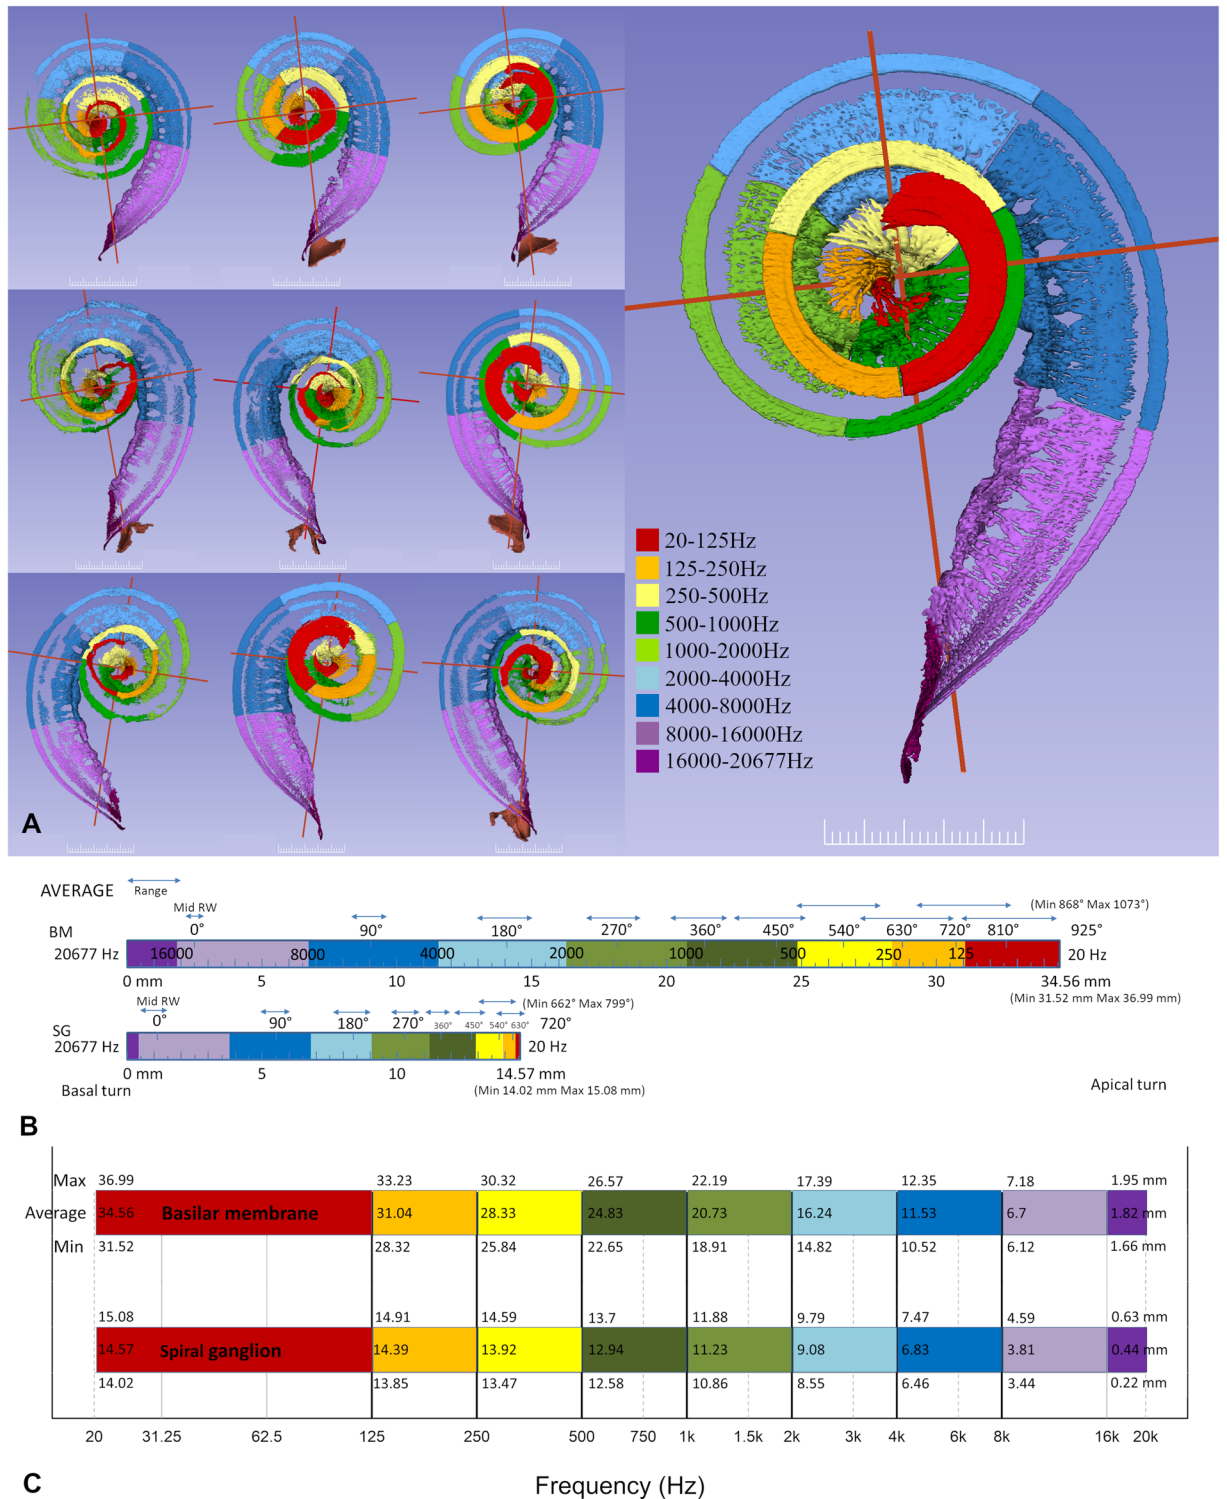 20-125Hz
125-250Hz
250-500Hz
500-1000Hz
1000-2000Hz
2000-4000Hz
4000-8000Hz
8000-16000Hz
16000-20677Hz
A
AVERAGE
Range
(Min 868° Max 1073°)
Mid RW
BM 0° 90° 180° 270° 360° 450° 540° 630° 720° 810° 925°
20677 Hz 16000 8000 4000 2000 1000 500 250 125 20 Hz
0 mm 5 10 15 20 25 30 34.56 mm
(Min 31.52 mm Max 36.99 mm)
Mid RW (Min 662° Max 799°)
SG 0° 90° 180° 270° 360° 450° 540° 630° 720°
20677 Hz 20 Hz
0 mm 5 10 14.57 mm
Basal turn (Min 14.02 mm Max 15.08 mm) Apical turn
B
Max 36.99 33.23 30.32 26.57 22.19 17.39 12.35 7.18 1.95 mm
Average 34.56 Basilar membrane 31.04 28.33 24.83 20.73 16.24 11.53 6.7 1.82 mm
Min 31.52 28.32 25.84 22.65 18.91 14.82 10.52 6.12 1.66 mm
15.08 14.91 14.59 13.7 11.88 9.79 7.47 4.59 0.63 mm
14.57 Spiral ganglion 14.39 13.92 12.94 11.23 9.08 6.83 3.81 0.44 mm
14.02 13.85 13.47 12.58 10.86 8.55 6.46 3.44 0.22 mm
20 31.25 62.5 125 250 500 750 1k 1.5k 2k 3k 4k 6k 8k 16k 20k
C
Frequency (Hz)